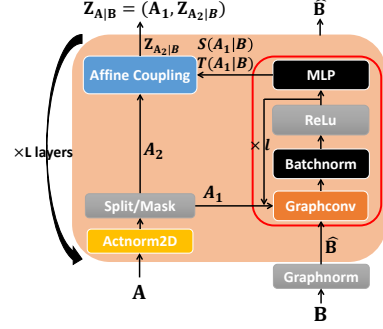 Z_{A|B} = (A_1, Z_{A_2|B})
B̂
Z_{A_2|B}
S(A_1|B)
T(A_1|B)
Affine Coupling
MLP
ReLu
×L layers
× l
A_2
Batchnorm
Split/Mask
A_1
Graphconv
Actnorm2D
B̂
Graphnorm
A
B